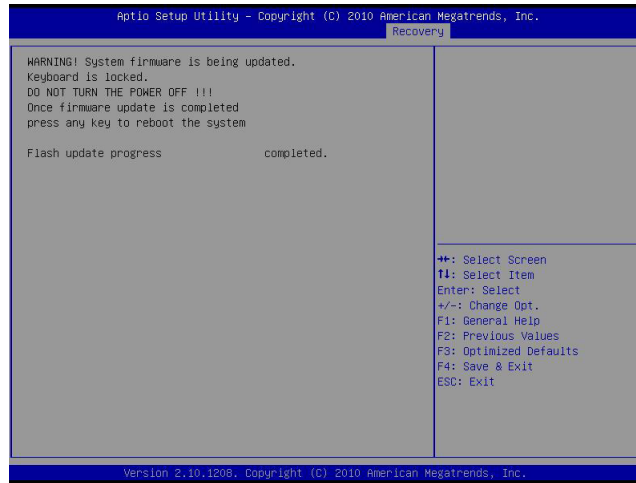 Aptio Setup Utility – Copyright (C) 2010 American Megatrends, Inc.
Recovery
WARNING! System firmware is being updated.
Keyboard is locked.
DO NOT TURN THE POWER OFF !!!
Once firmware update is completed
press any key to reboot the system
Flash update progress completed.
→←: Select Screen
↑↓: Select Item
Enter: Select
+/-: Change Opt.
F1: General Help
F2: Previous Values
F3: Optimized Defaults
F4: Save & Exit
ESC: Exit
Version 2.10.1208. Copyright (C) 2010 American Megatrends, Inc.